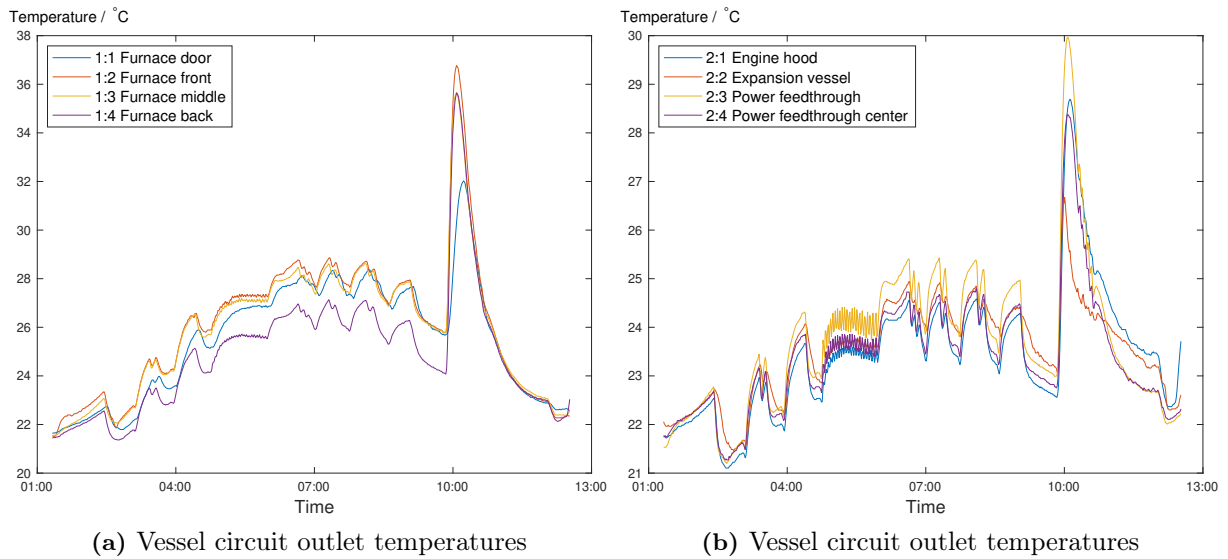 Temperature / °C
38
36
34
32
30
28
26
24
22
20
01:00 04:00 07:00 10:00 13:00
Time
1:1 Furnace door
1:2 Furnace front
1:3 Furnace middle
1:4 Furnace back
(a) Vessel circuit outlet temperatures
Temperature / °C
30
29
28
27
26
25
24
23
22
21
01:00 04:00 07:00 10:00 13:00
Time
2:1 Engine hood
2:2 Expansion vessel
2:3 Power feedthrough
2:4 Power feedthrough center
(b) Vessel circuit outlet temperatures